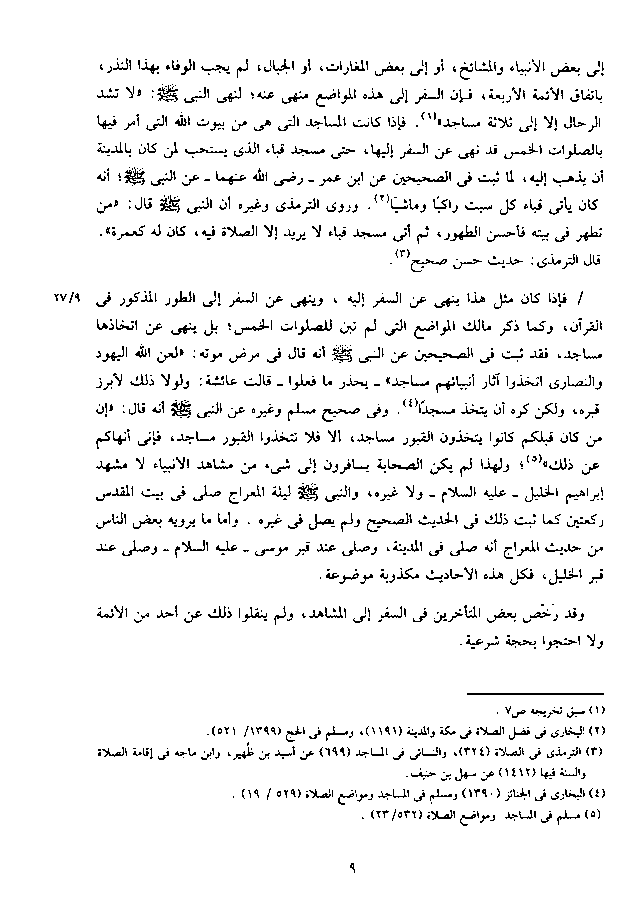 إلى بعض الأنبياء والمشائخ، أو إلى بعض المغارات، أو الجبال، لم يجب الوفاء بهذا النذر،
باتفاق الأئمة الأربعة، فإن السفر إلى هذه المواضع منهى عنه؛ لنهى النبى ﷺ: «لا تشد
الرحال إلا إلى ثلاثة مساجد»(١). فإذا كانت المساجد التى هى من بيوت الله التى أمر فيها
بالصلوات الخمس قد نهى عن السفر إليها، حتى مسجد قباء الذى يستحب لمن كان بالمدينة
أن يذهب إليه، لما ثبت فى الصحيحين عن ابن عمر ـ رضى الله عنهما ـ عن النبى ﷺ؛ أنه
كان يأتى قباء كل سبت راكبًا وماشيًا(٢). وروى الترمذى وغيره أن النبى ﷺ قال: «من
تطهر فى بيته فأحسن الطهور، ثم أتى مسجد قباء لا يريد إلا الصلاة فيه، كان له كعمرة».
قال الترمذى: حديث حسن صحيح(٣).
/ فإذا كان مثل هذا ينهى عن السفر إليه ، وينهى عن السفر إلى الطور المذكور فى ٢٧/٩
القرآن، وكما ذكر مالك المواضع التى لم تبن للصلوات الخمس؛ بل ينهى عن اتخاذها
مساجد، فقد ثبت فى الصحيحين عن النبى ﷺ أنه قال فى مرض موته: «لعن الله اليهود
والنصارى اتخذوا آثار أنبيائهم مساجد» ـ يحذر ما فعلوا ـ قالت عائشة: ولولا ذلك لأبرز
قبره، ولكن كره أن يتخذ مسجدًا(٤). وفى صحيح مسلم وغيره عن النبى ﷺ أنه قال: «إن
من كان قبلكم كانوا يتخذون القبور مساجد، ألا فلا تتخذوا القبور مساجد، فإنى أنهاكم
عن ذلك»(٥)؛ ولهذا لم يكن الصحابة يسافرون إلى شىء من مشاهد الأنبياء لا مشهد
إبراهيم الخليل ـ عليه السلام ـ ولا غيره، والنبى ﷺ ليلة المعراج صلى فى بيت المقدس
ركعتين كما ثبت ذلك فى الحديث الصحيح ولم يصل فى غيره . وأما ما يرويه بعض الناس
من حديث المعراج أنه صلى فى المدينة، وصلى عند قبر موسى ـ عليه السلام ـ وصلى عند
قبر الخليل، فكل هذه الأحاديث مكذوبة موضوعة.
وقد رَخّص بعض المتأخرين فى السفر إلى المشاهد، ولم ينقلوا ذلك عن أحد من الأئمة
ولا احتجوا بحجة شرعية.
(١) سبق تخريجه ص٧ .
(٢) البخارى فى فضل الصلاة فى مكة والمدينة (١١٩١)، ومسلم فى الحج (١٣٩٩/ ٥٢١).
(٣) الترمذى فى الصلاة (٣٢٤)، والنسائى فى المساجد (٦٩٩) عن أسيد بن ظُهير، وابن ماجه فى إقامة الصلاة
والسنة فيها (١٤١٢) عن سهل بن حنيف.
(٤) البخارى فى الجنائز (١٣٩٠) ومسلم فى المساجد ومواضع الصلاة (٥٢٩ / ١٩) .
(٥) مسلم فى المساجد ومواضع الصلاة (٥٣٢/ ٢٣) .
٩